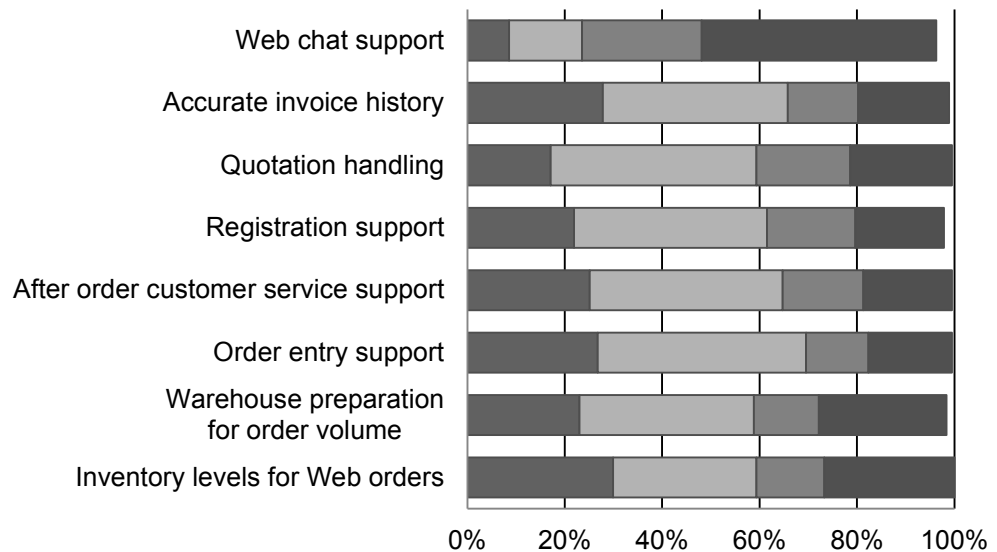 Web chat support
Accurate invoice history
Quotation handling
Registration support
After order customer service support
Order entry support
Warehouse preparation
for order volume
Inventory levels for Web orders
0% 20% 40% 60% 80% 100%